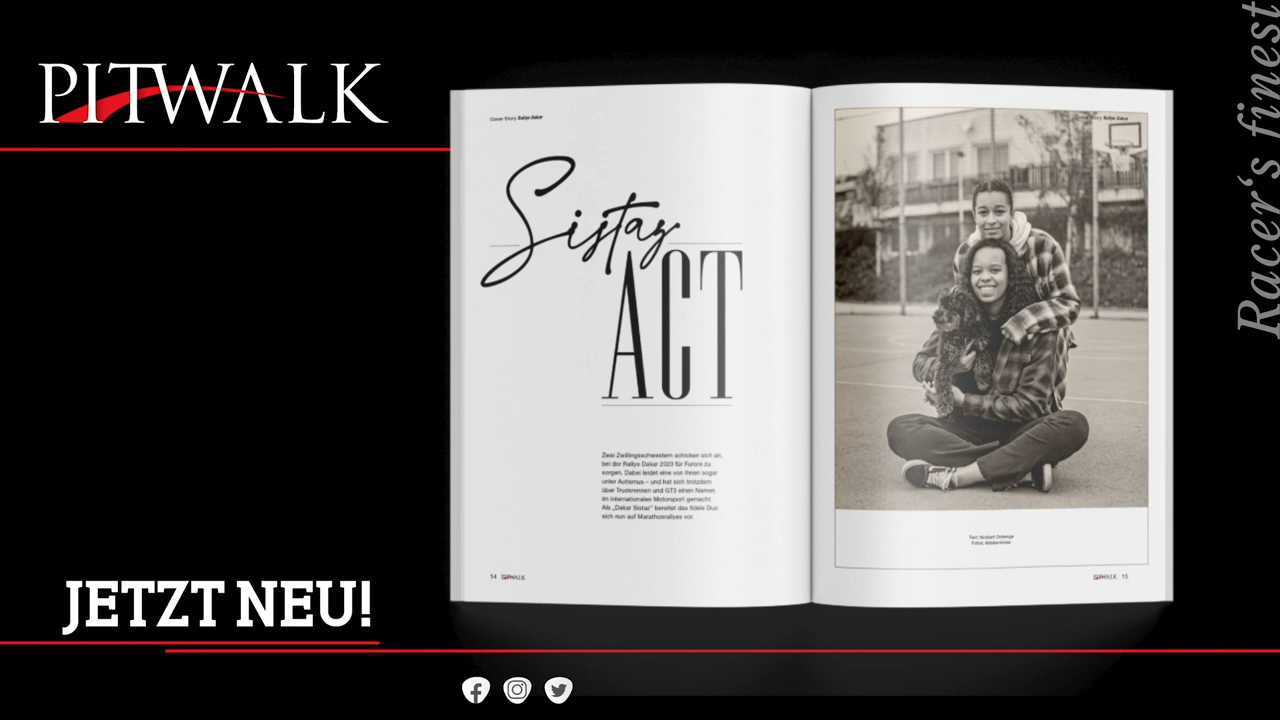 PITWALK
Racer's finest
Cover Story Rallye Dakar
Sistaz
ACT
Zwei Zwillingsschwestern schicken sich an,
bei der Rallye Dakar 2023 für Furore zu
sorgen. Dabei leidet eine von ihnen sogar
unter Autismus – und hat sich trotzdem
über Truckrennen und GT3 einen Namen
im internationalen Motorsport gemacht.
Als „Dakar Sistaz“ bereitet das fidele Duo
sich nun auf Marathonrallyes vor.
14 PITWALK
Cover Story Rallye Dakar
Text: Norbert Ockenga
Fotos:
PITWALK 15
JETZT NEU!